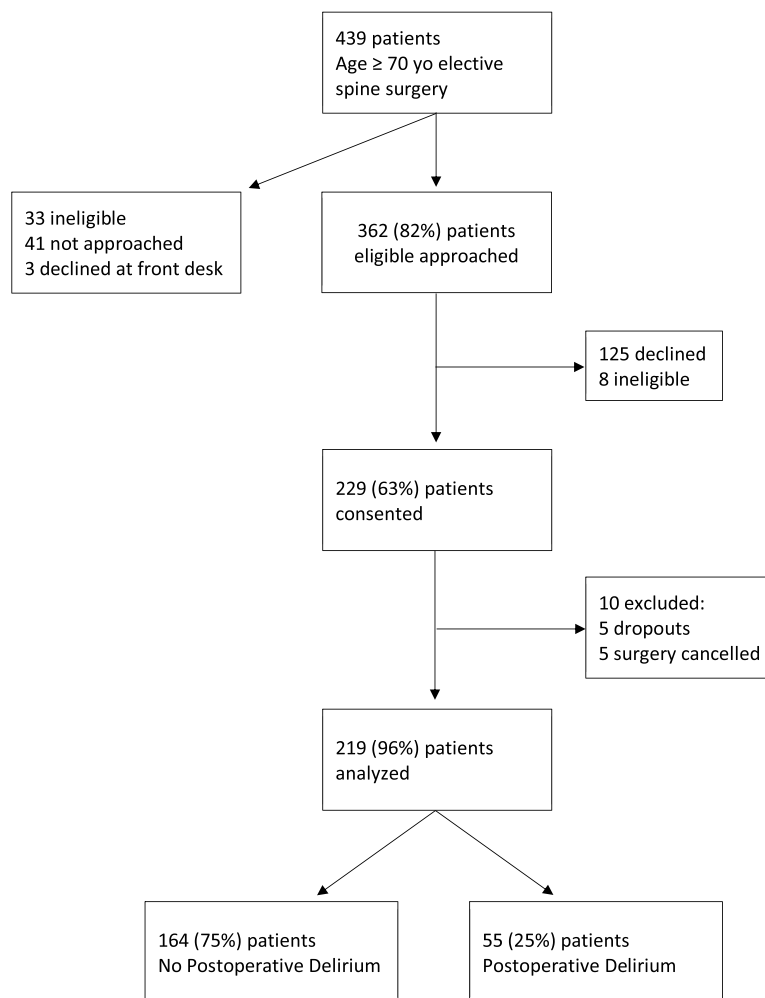 439 patients
Age ≥ 70 yo elective
spine surgery
33 ineligible
41 not approached
3 declined at front desk
362 (82%) patients
eligible approached
125 declined
8 ineligible
229 (63%) patients
consented
10 excluded:
5 dropouts
5 surgery cancelled
219 (96%) patients
analyzed
164 (75%) patients
No Postoperative Delirium
55 (25%) patients
Postoperative Delirium